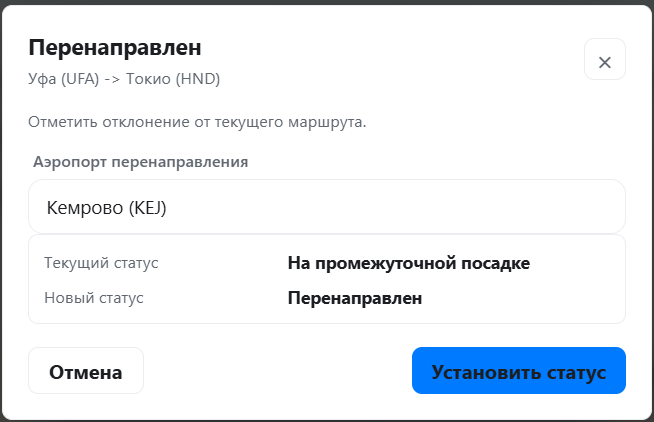 Перенаправлен
Уфа (UFA) -> Токио (HND)
×
Отметить отклонение от текущего маршрута.
Аэропорт перенаправления
Кемрово (KEJ)
Текущий статус На промежуточной посадке
Новый статус Перенаправлен
Отмена Установить статус